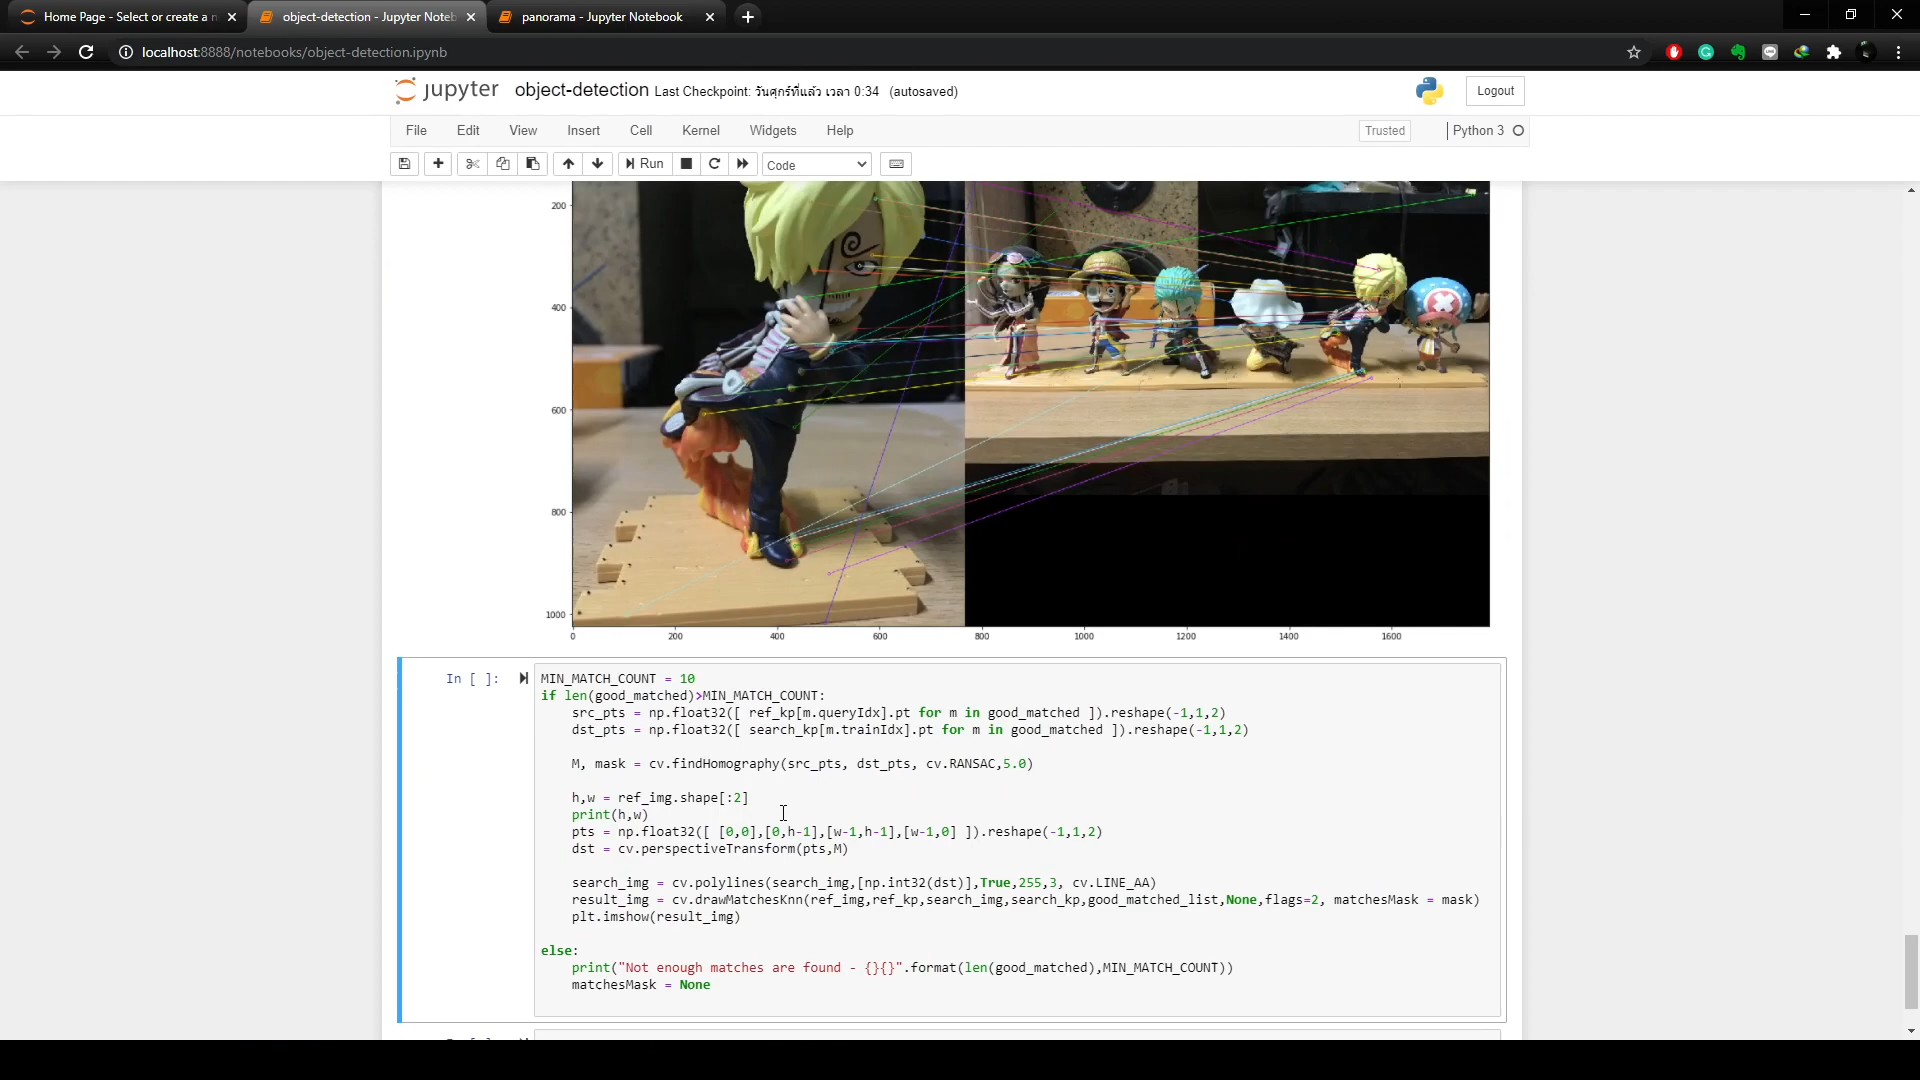 Home Page - Select or create a n
object-detection - Jupyter Noteb
panorama - Jupyter Notebook
localhost:8888/notebooks/object-detection.ipynb
jupyter object-detection Last Checkpoint: วันศุกร์ที่แล้ว เวลา 0:34 (autosaved)
Logout
File Edit View Insert Cell Kernel Widgets Help
Trusted
Python 3
Run
Code
200
400
600
800
1000
0 200 400 600 800 1000 1200 1400 1600
In [ ]:
MIN_MATCH_COUNT = 10
if len(good_matched)>MIN_MATCH_COUNT:
    src_pts = np.float32([ ref_kp[m.queryIdx].pt for m in good_matched ]).reshape(-1,1,2)
    dst_pts = np.float32([ search_kp[m.trainIdx].pt for m in good_matched ]).reshape(-1,1,2)
    M, mask = cv.findHomography(src_pts, dst_pts, cv.RANSAC,5.0)
    h,w = ref_img.shape[:2]
    print(h,w)
    pts = np.float32([ [0,0],[0,h-1],[w-1,h-1],[w-1,0] ]).reshape(-1,1,2)
    dst = cv.perspectiveTransform(pts,M)
    search_img = cv.polylines(search_img,[np.int32(dst)],True,255,3, cv.LINE_AA)
    result_img = cv.drawMatchesKnn(ref_img,ref_kp,search_img,search_kp,good_matched_list,None,flags=2, matchesMask = mask)
    plt.imshow(result_img)
else:
    print("Not enough matches are found - {}{}".format(len(good_matched),MIN_MATCH_COUNT))
    matchesMask = None